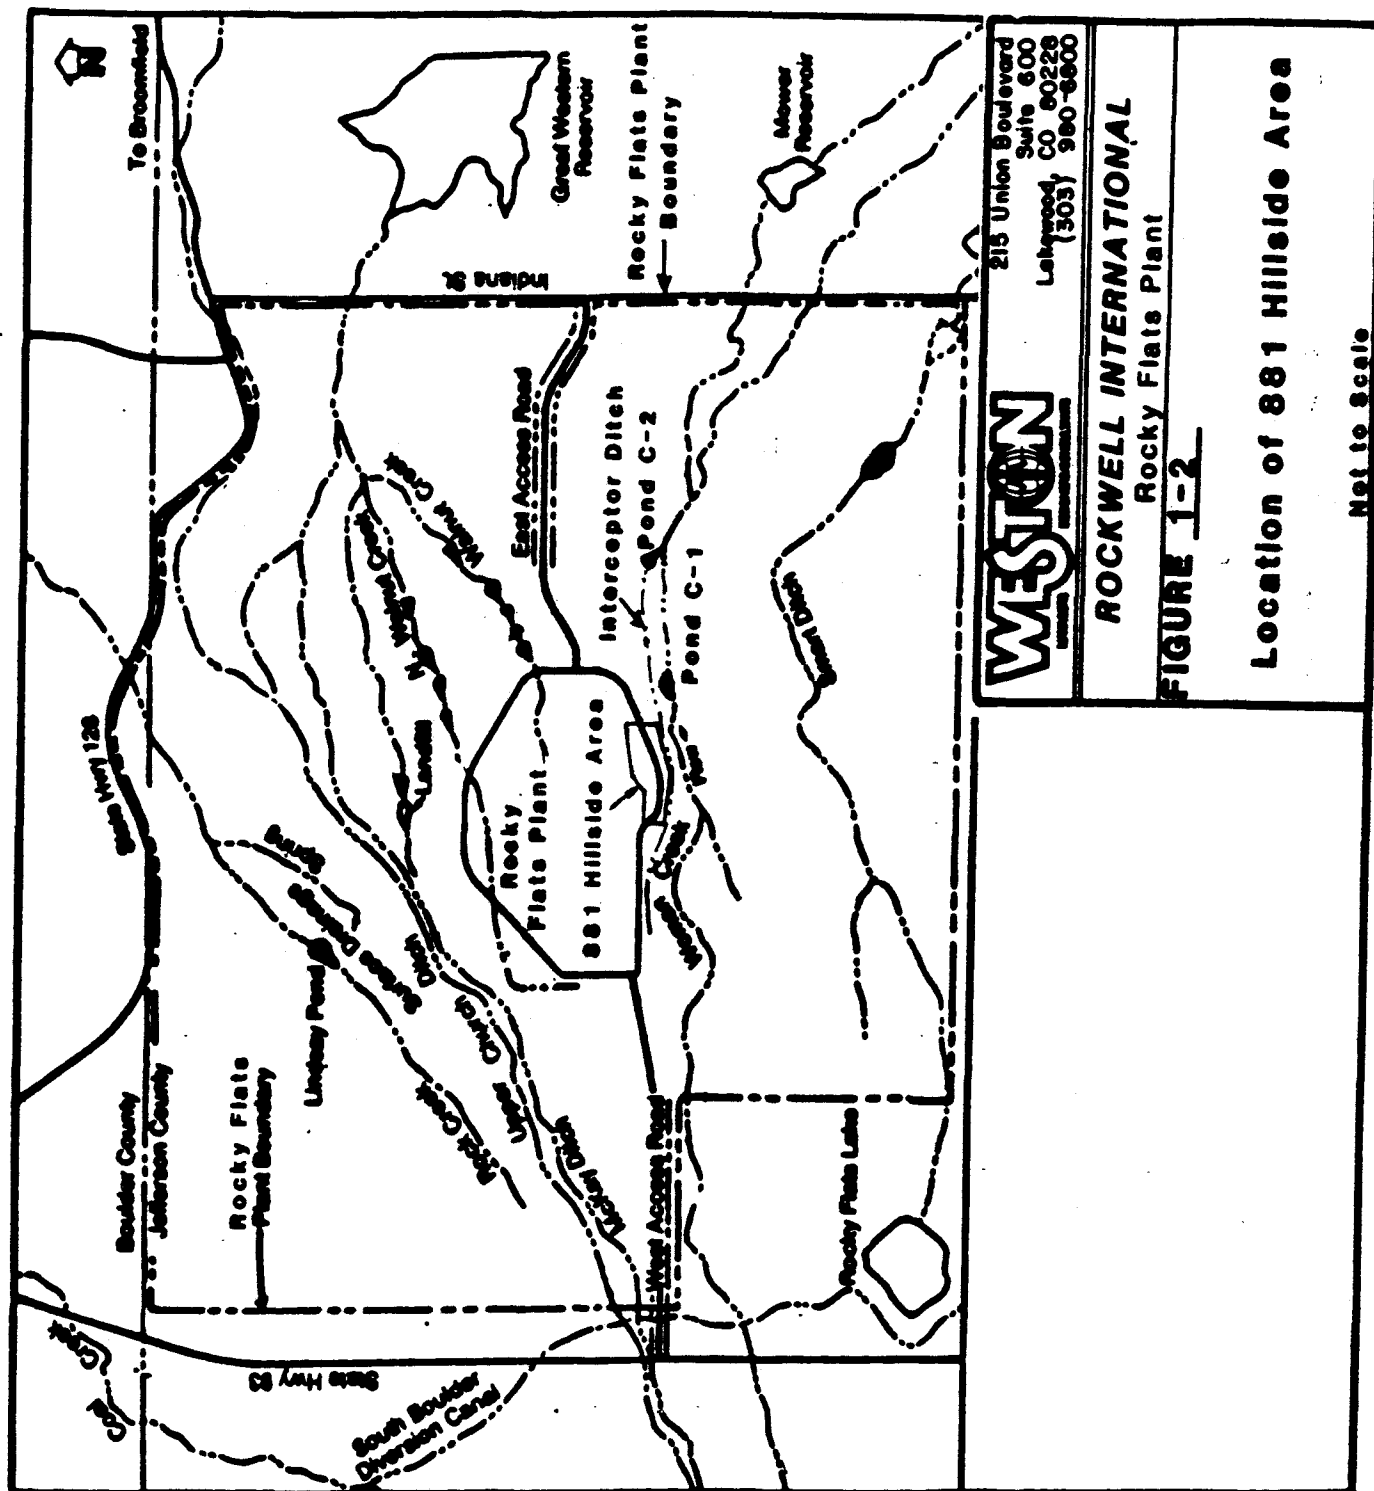 N
To Broomfield
Great Western
Reservoir
Rocky Flats Plant
Boundary
Mower
Reservoir
Indiana St
State Hwy 128
East Access Road
Interceptor Ditch
Pond C-2
Pond C-1
Walnut Creek
N. Walnut Creek
Landfill
Smart Ditch
Rocky
Flats Plant
881 Hillside Area
Woman Creek
Spring
Surface Drainage
Lindsay Pond
Rock Creek
Upper Church Ditch
McKay Ditch
Boulder County
Jefferson County
Rocky Flats
Plant Boundary
West Access Road
Rocky Flats Lake
State Hwy 93
Coal Creek
South Boulder
Diversion Canal
WESTON
215 Union Boulevard
Suite 600
Lakewood, CO 80228
(303) 980-6800
ROCKWELL INTERNATIONAL
Rocky Flats Plant
FIGURE 1-2
Location of 881 Hillside Area
Not to Scale